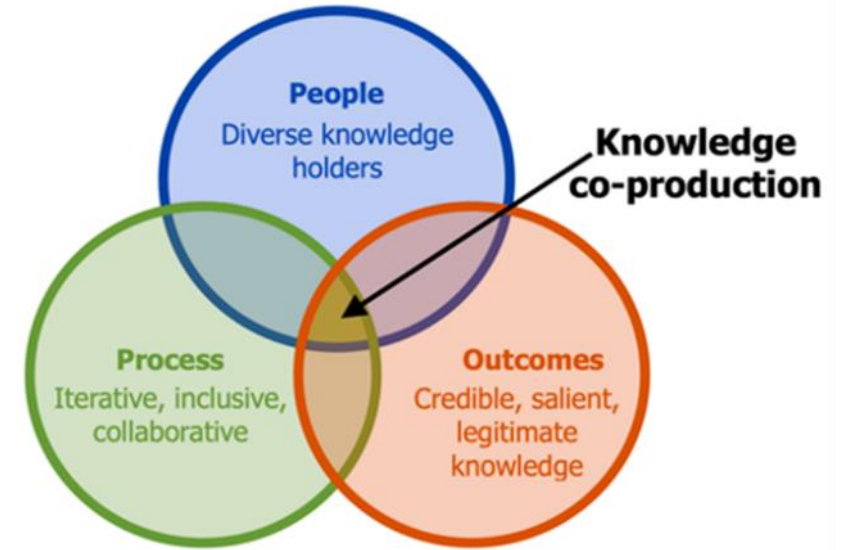 People
Diverse knowledge
holders
Knowledge
co-production
Process
Iterative, inclusive,
collaborative
Outcomes
Credible, salient,
legitimate
knowledge